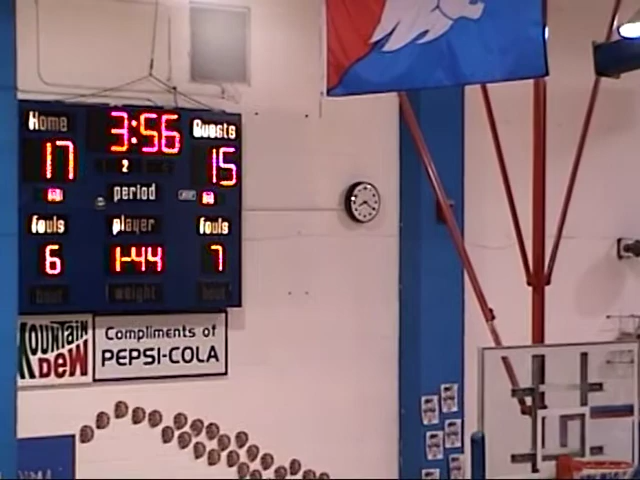 Home 3:56 Guests
17 2 15
period
fouls player fouls
6 1-44 7
weight
MOUNTAIN DEW
Compliments of
PEPSI-COLA